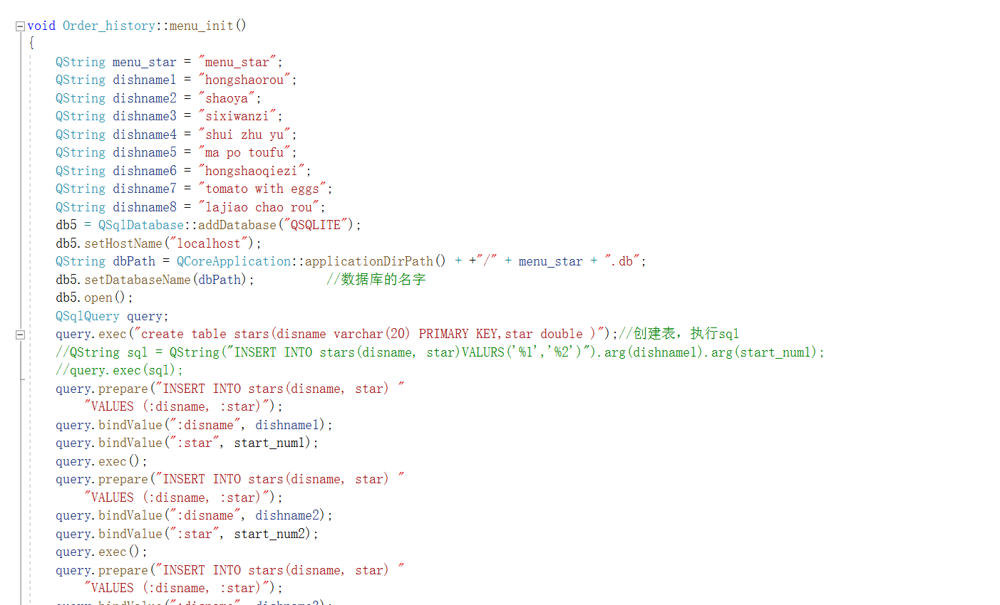 void Order_history::menu_init()
{
QString menu_star = "menu_star";
QString dishname1 = "hongshaorou";
QString dishname2 = "shaoya";
QString dishname3 = "sixiwanzi";
QString dishname4 = "shui zhu yu";
QString dishname5 = "ma po toufu";
QString dishname6 = "hongshaoqiezi";
QString dishname7 = "tomato with eggs";
QString dishname8 = "lajiao chao rou";
db5 = QSqlDatabase::addDatabase("QSQLITE");
db5.setHostName("localhost");
QString dbPath = QCoreApplication::applicationDirPath() + +"/" + menu_star + ".db";
db5.setDatabaseName(dbPath);          //数据库的名字
db5.open();
QSqlQuery query;
query.exec("create table stars(disname varchar(20) PRIMARY KEY,star double )");//创建表，执行sql
//QString sql = QString("INSERT INTO stars(disname, star)VALURS('%1','%2')").arg(dishname1).arg(start_num1);
//query.exec(sql);
query.prepare("INSERT INTO stars(disname, star) "
"VALUES (:disname, :star)");
query.bindValue(":disname", dishname1);
query.bindValue(":star", start_num1);
query.exec();
query.prepare("INSERT INTO stars(disname, star) "
"VALUES (:disname, :star)");
query.bindValue(":disname", dishname2);
query.bindValue(":star", start_num2);
query.exec();
query.prepare("INSERT INTO stars(disname, star) "
"VALUES (:disname, :star)");
query.bindValue(":disname", dishname3);